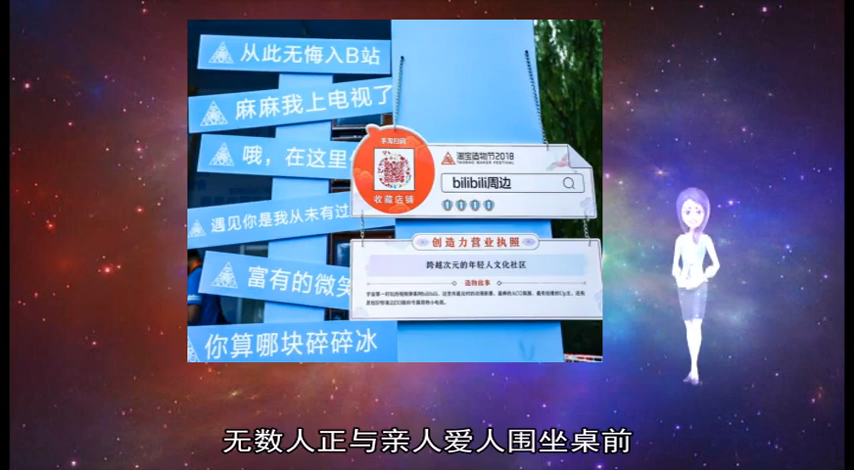 从此无悔入B站
麻麻我上电视了
哦，在这里
遇见你是我从未有过
富有的微笑
你算哪块碎碎冰
手淘扫码
收藏店铺
淘宝造物节2018
TAOBAO MAKER FESTIVAL
bilibili周边
创造力营业执照
跨越次元的年轻人文化社区
造物故事
无数人正与亲人爱人围坐桌前